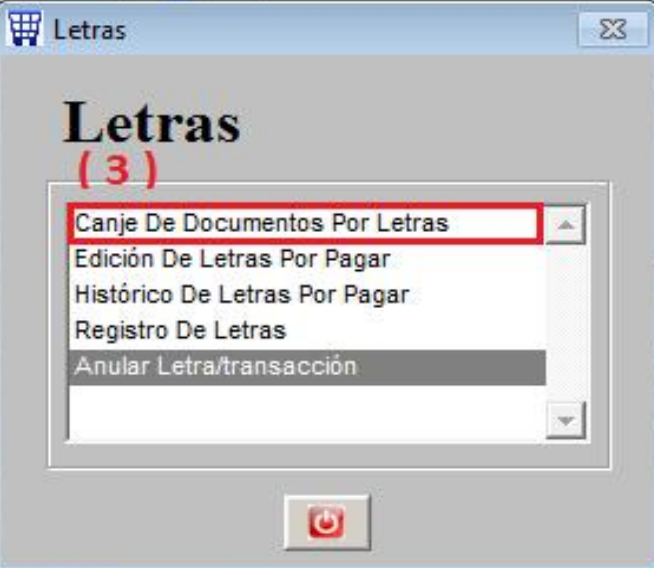 Letras
Letras
( 3 )
Canje De Documentos Por Letras
Edición De Letras Por Pagar
Histórico De Letras Por Pagar
Registro De Letras
Anular Letra/transacción